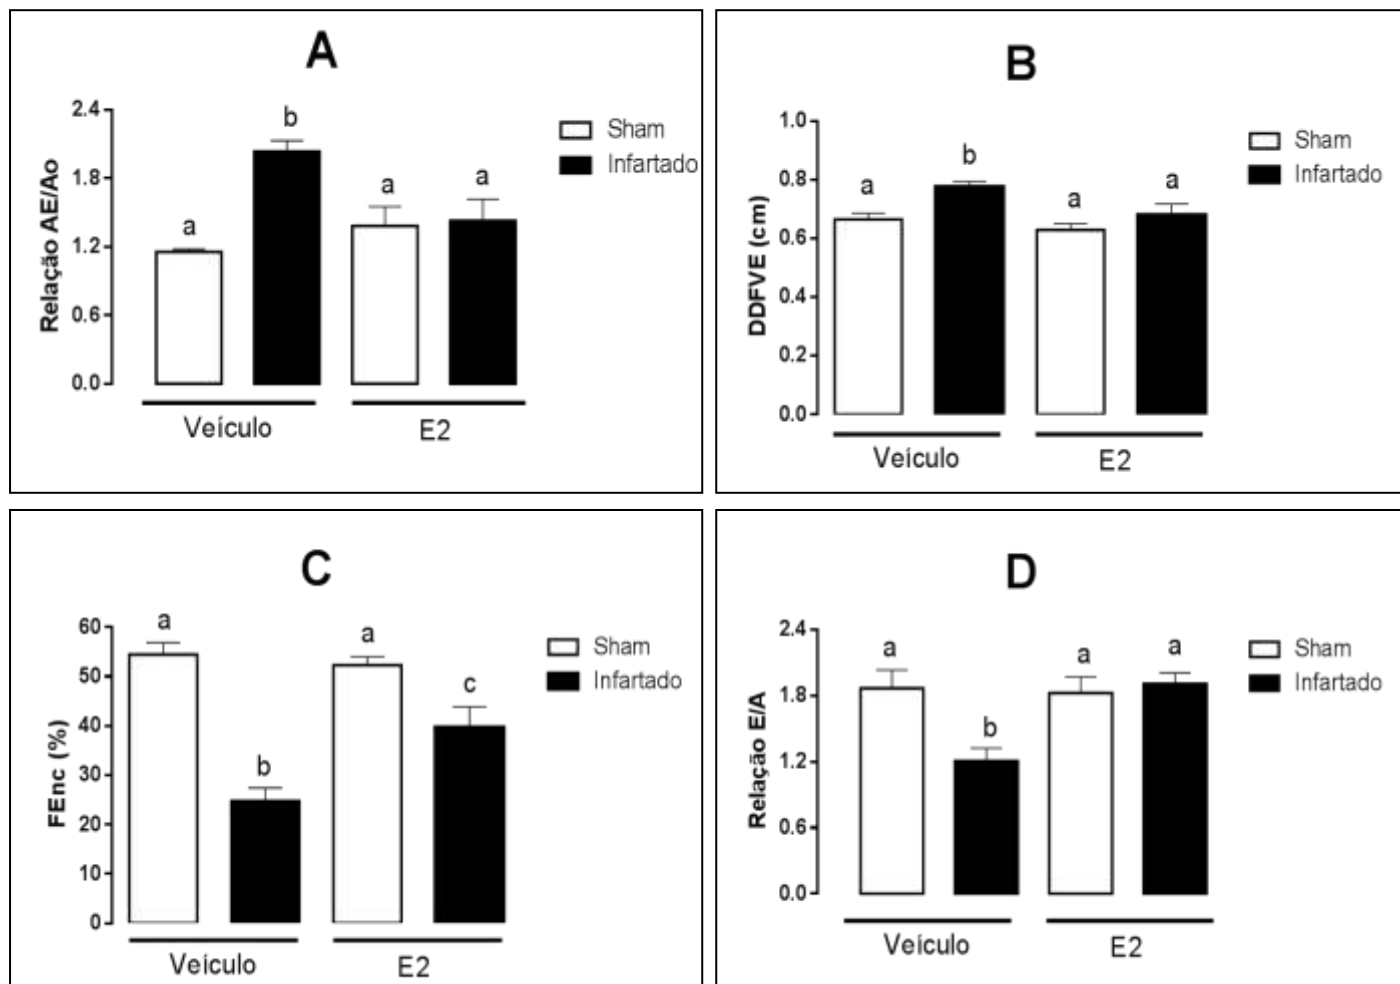 A
Relação AE/Ao
2.4
1.8
1.2
0.6
0.0
a
b
a
a
Sham
Infartado
Veículo
E2
B
DDFVE (cm)
1.0
0.8
0.6
0.4
0.2
0.0
a
b
a
a
Sham
Infartado
Veículo
E2
C
FEnc (%)
60
50
40
30
20
10
0
a
b
a
c
Sham
Infartado
Veículo
E2
D
Relação E/A
2.4
1.8
1.2
0.6
0.0
a
b
a
a
Sham
Infartado
Veículo
E2